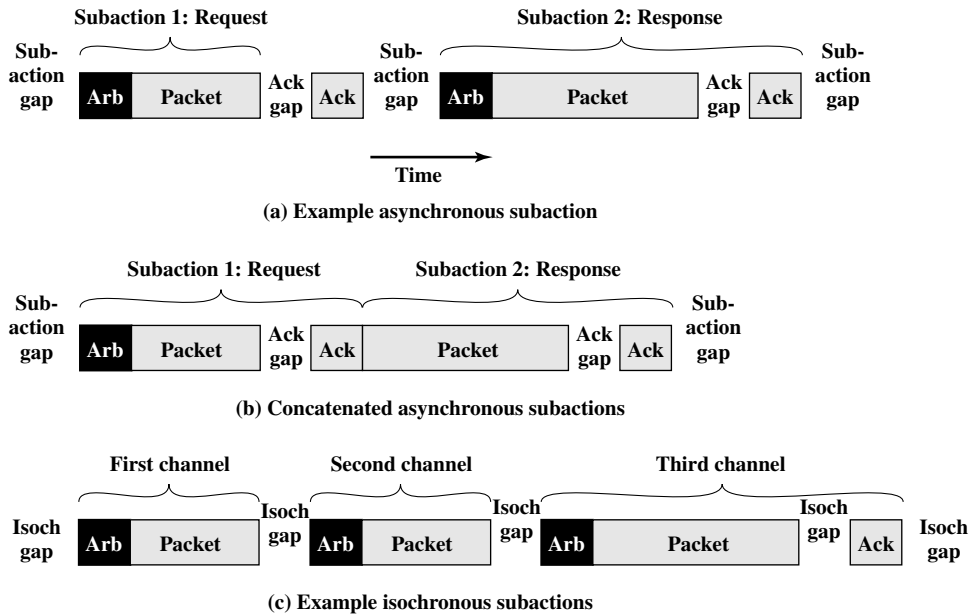 Subaction 1: Request
Subaction 2: Response
Sub-
action
gap
Arb
Packet
Ack
gap
Ack
Sub-
action
gap
Arb
Packet
Ack
gap
Ack
Sub-
action
gap
Time
(a) Example asynchronous subaction
Subaction 1: Request
Subaction 2: Response
Sub-
action
gap
Arb
Packet
Ack
gap
Ack
Packet
Ack
gap
Ack
Sub-
action
gap
(b) Concatenated asynchronous subactions
First channel
Second channel
Third channel
Isoch
gap
Arb
Packet
Isoch
gap
Arb
Packet
Isoch
gap
Arb
Packet
Isoch
gap
Ack
Isoch
gap
(c) Example isochronous subactions